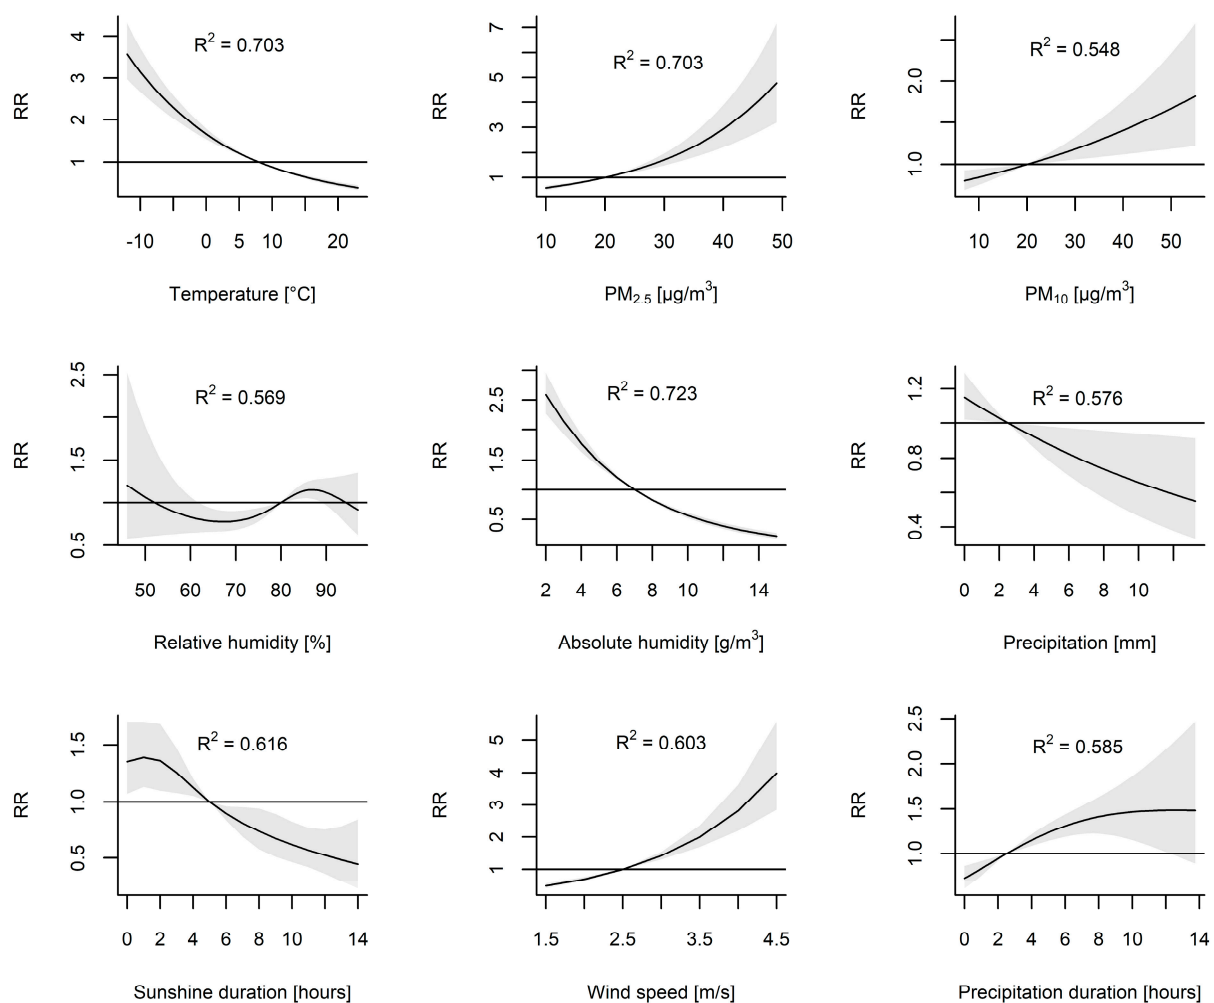 R² = 0.703
RR
4
3
2
1
-10 0 5 10 20
Temperature [°C]
R² = 0.703
RR
7
5
3
1
10 20 30 40 50
PM₂.₅ [µg/m³]
R² = 0.548
RR
2.0
1.0
10 20 30 40 50
PM₁₀ [µg/m³]
R² = 0.569
RR
2.5
1.5
0.5
50 60 70 80 90
Relative humidity [%]
R² = 0.723
RR
2.5
1.5
0.5
2 4 6 8 10 14
Absolute humidity [g/m³]
R² = 0.576
RR
1.2
0.8
0.4
0 2 4 6 8 10
Precipitation [mm]
R² = 0.616
RR
1.5
1.0
0.5
0 2 4 6 10 14
Sunshine duration [hours]
R² = 0.603
RR
5
4
3
2
1
1.5 2.5 3.5 4.5
Wind speed [m/s]
R² = 0.585
RR
2.5
2.0
1.5
1.0
0 2 4 6 10 14
Precipitation duration [hours]